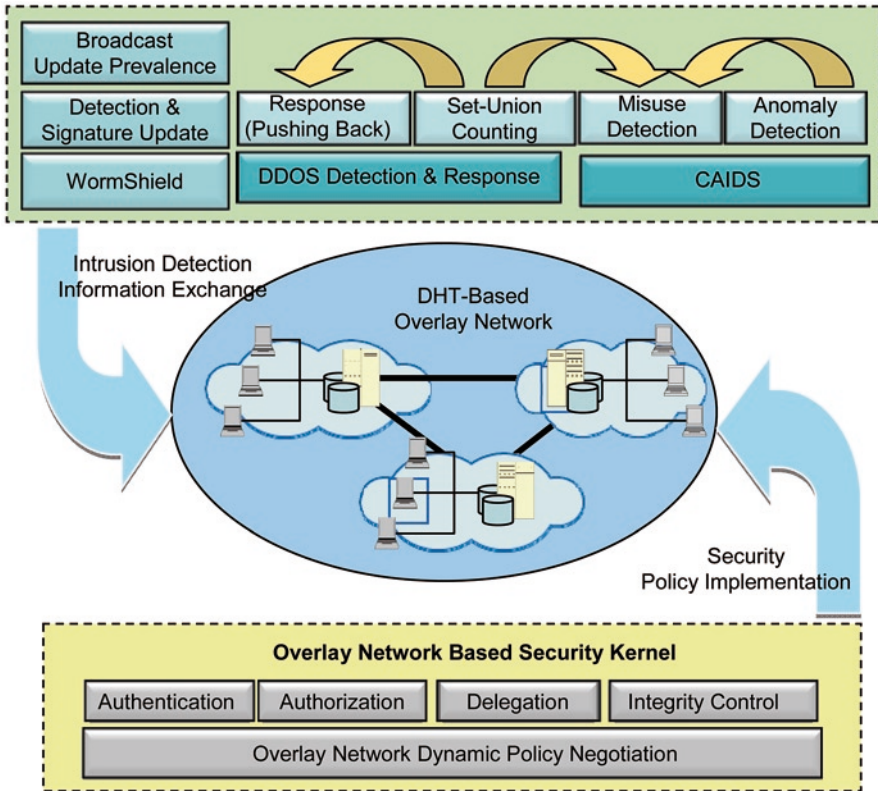 Broadcast
Update Prevalence
Detection &
Signature Update
WormShield
Response
(Pushing Back)
Set-Union
Counting
Misuse
Detection
Anomaly
Detection
DDOS Detection & Response
CAIDS
Intrusion Detection
Information Exchange
DHT-Based
Overlay Network
Security
Policy Implementation
Overlay Network Based Security Kernel
Authentication
Authorization
Delegation
Integrity Control
Overlay Network Dynamic Policy Negotiation